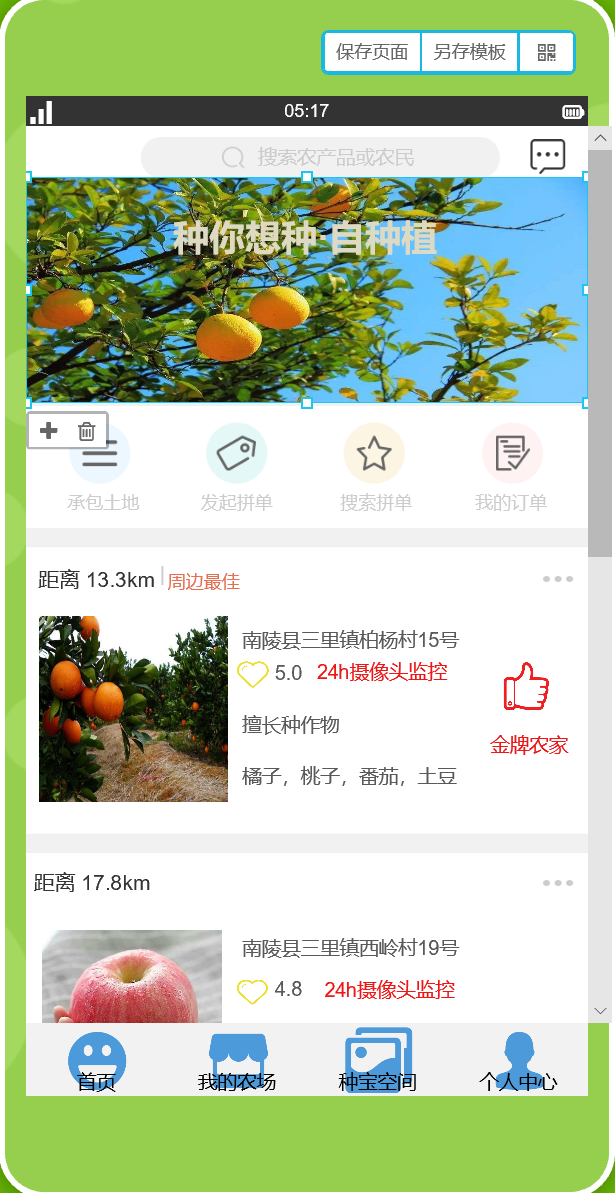 保存页面 另存模板
05:17
搜索农产品或农民
种你想种 自种植
承包土地 发起拼单 搜索拼单 我的订单
距离 13.3km 周边最佳
南陵县三里镇柏杨村15号
5.0 24h摄像头监控
擅长种作物
金牌农家
橘子，桃子，番茄，土豆
距离 17.8km
南陵县三里镇西岭村19号
4.8 24h摄像头监控
首页 我的农场 种宝空间 个人中心